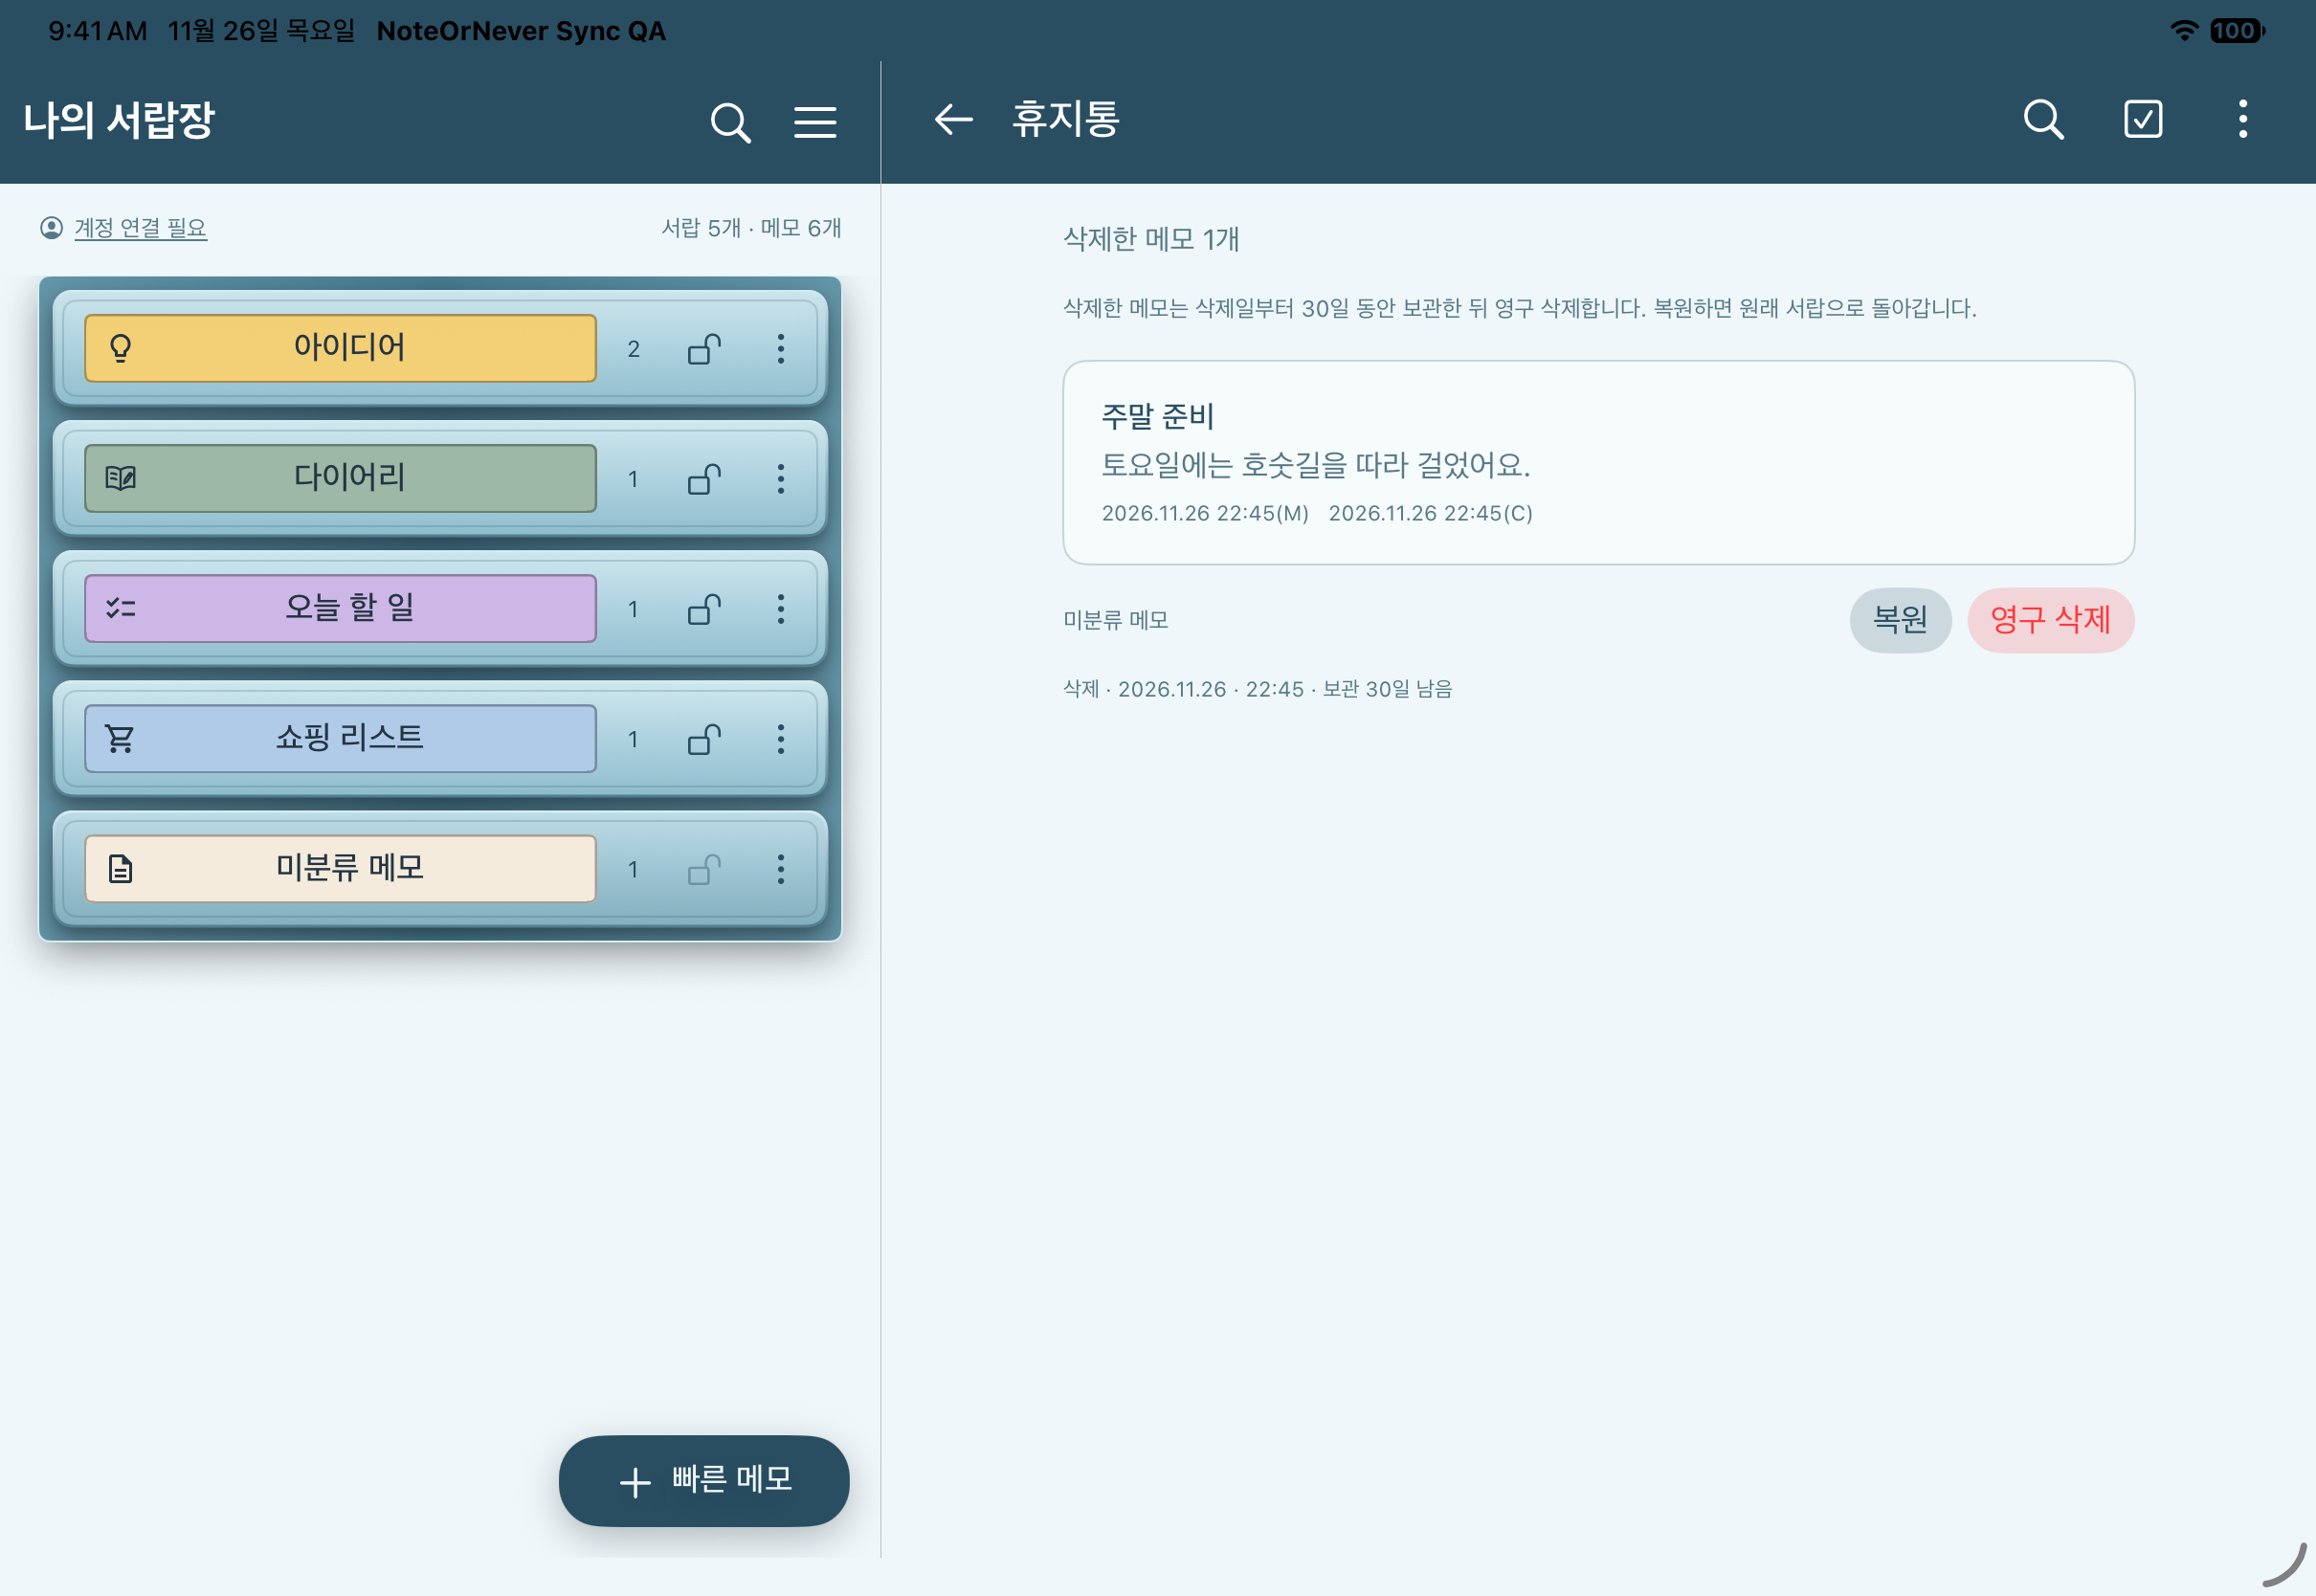 9:41 AM 11월 26일 목요일 NoteOrNever Sync QA
100
나의 서랍장
계정 연결 필요
서랍 5개 · 메모 6개
아이디어
2
다이어리
1
오늘 할 일
1
쇼핑 리스트
1
미분류 메모
1
빠른 메모
휴지통
삭제한 메모 1개
삭제한 메모는 삭제일부터 30일 동안 보관한 뒤 영구 삭제합니다. 복원하면 원래 서랍으로 돌아갑니다.
주말 준비
토요일에는 호숫길을 따라 걸었어요.
2026.11.26 22:45(M) 2026.11.26 22:45(C)
미분류 메모
복원
영구 삭제
삭제 · 2026.11.26 · 22:45 · 보관 30일 남음